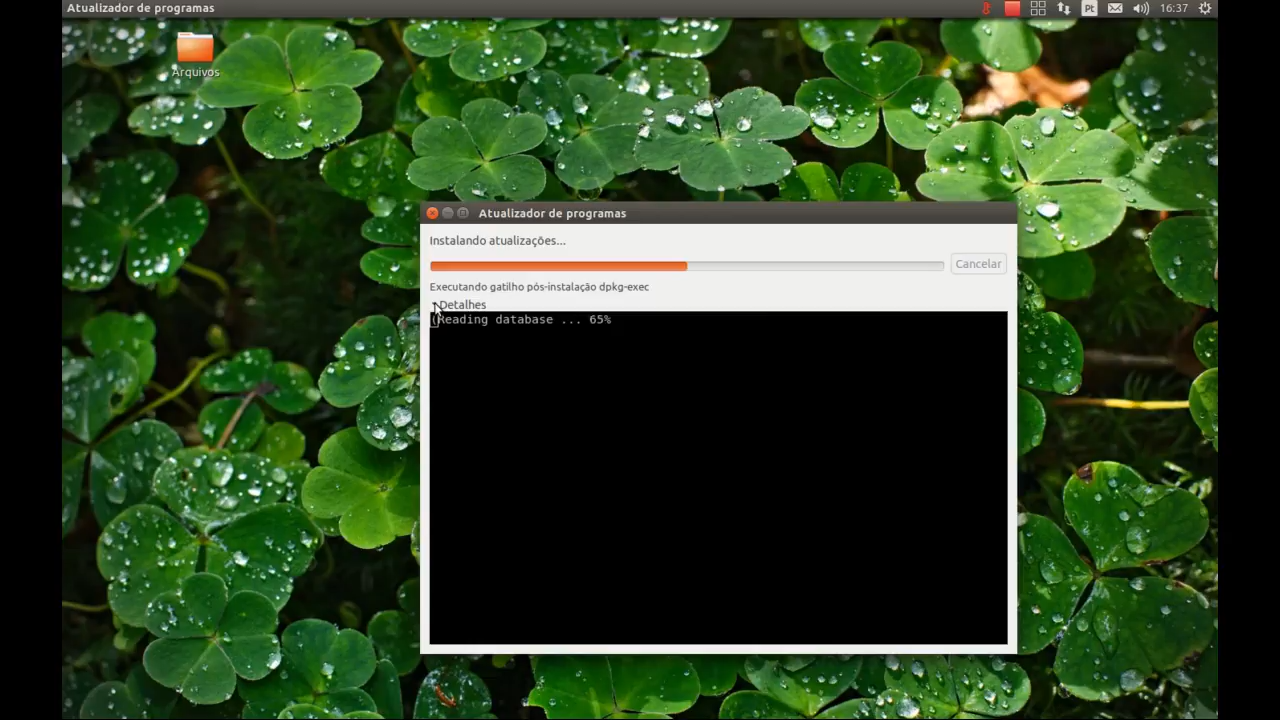 Atualizador de programas
Pt
16:37
Arquivos
Atualizador de programas
Instalando atualizações...
Cancelar
Executando gatilho pós-instalação dpkg-exec
Detalhes
(Reading database ... 65%